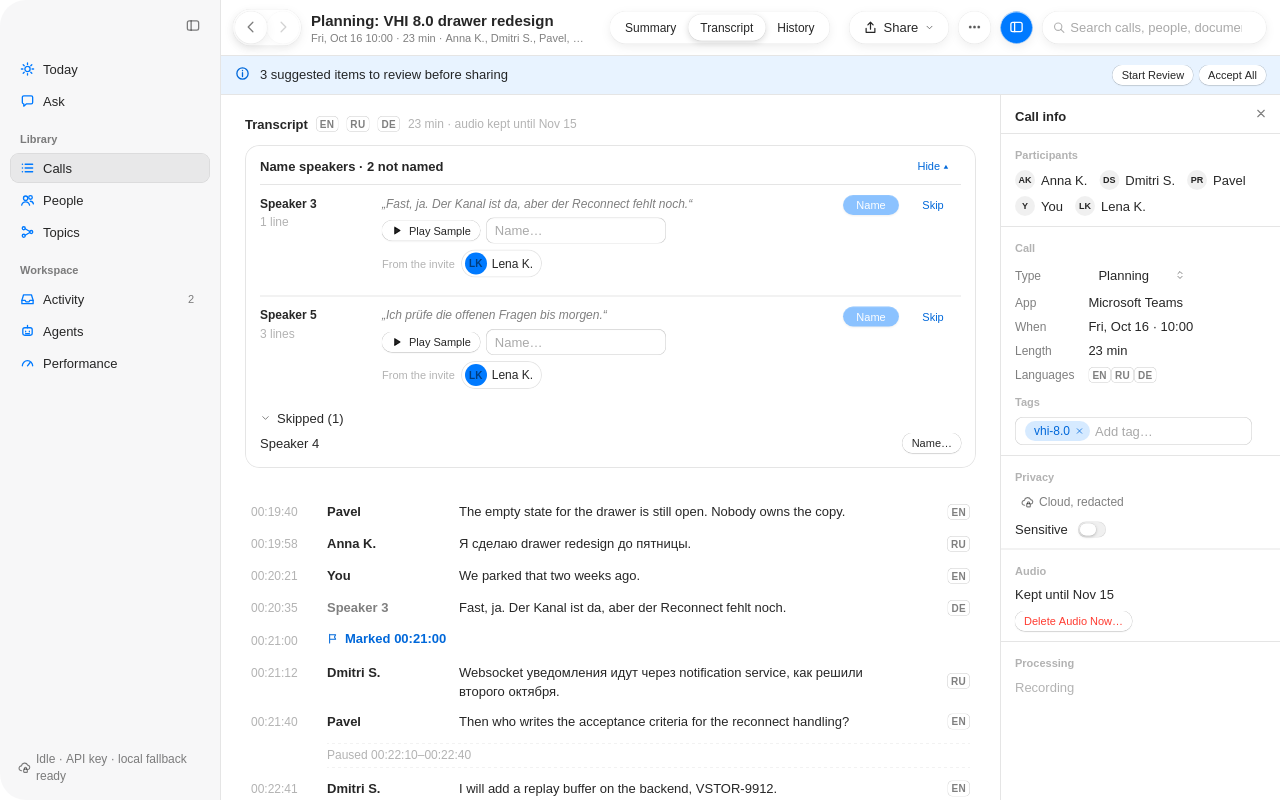 Planning: VHI 8.0 drawer redesign
Fri, Oct 16 10:00 · 23 min · Anna K., Dmitri S., Pavel, …
Summary
Transcript
History
Share
Search calls, people, documen
Today
Ask
Library
Calls
People
Topics
Workspace
Activity
2
Agents
Performance
Idle · API key · local fallback
ready
3 suggested items to review before sharing
Start Review
Accept All
Transcript EN RU DE 23 min · audio kept until Nov 15
Name speakers · 2 not named
Hide
Speaker 3
1 line
„Fast, ja. Der Kanal ist da, aber der Reconnect fehlt noch.“
Name
Skip
Play Sample
Name…
From the invite
LK Lena K.
Speaker 5
3 lines
„Ich prüfe die offenen Fragen bis morgen.“
Name
Skip
Play Sample
Name…
From the invite
LK Lena K.
Skipped (1)
Speaker 4
Name…
00:19:40 Pavel The empty state for the drawer is still open. Nobody owns the copy. EN
00:19:58 Anna K. Я сделаю drawer redesign до пятницы. RU
00:20:21 You We parked that two weeks ago. EN
00:20:35 Speaker 3 Fast, ja. Der Kanal ist da, aber der Reconnect fehlt noch. DE
00:21:00 Marked 00:21:00
00:21:12 Dmitri S. Websocket уведомления идут через notification service, как решили
второго октября. RU
00:21:40 Pavel Then who writes the acceptance criteria for the reconnect handling? EN
Paused 00:22:10–00:22:40
00:22:41 Dmitri S. I will add a replay buffer on the backend, VSTOR-9912. EN
Call info
Participants
AK Anna K. DS Dmitri S. PR Pavel
Y You LK Lena K.
Call
Type Planning
App Microsoft Teams
When Fri, Oct 16 · 10:00
Length 23 min
Languages EN RU DE
Tags
vhi-8.0 × Add tag…
Privacy
Cloud, redacted
Sensitive
Audio
Kept until Nov 15
Delete Audio Now…
Processing
Recording